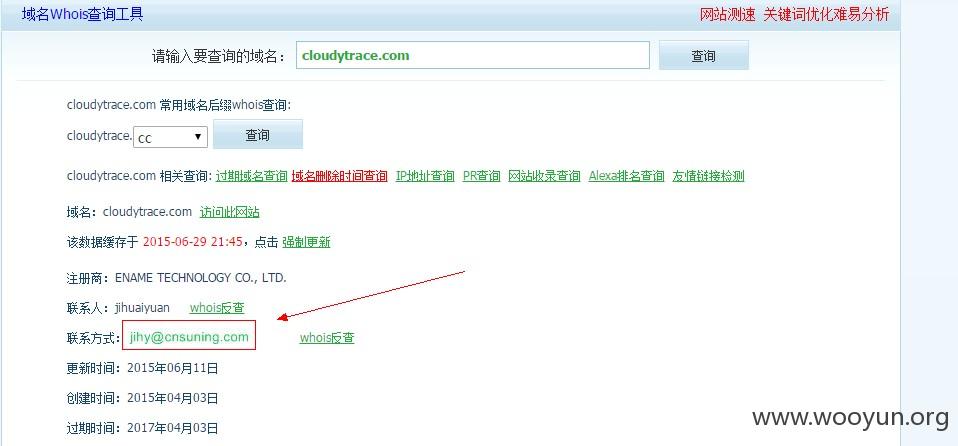 域名Whois查询工具 网站测速 关键词优化难易分析
请输入要查询的域名： cloudytrace.com 查询
cloudytrace.com 常用域名后缀whois查询:
cloudytrace. cc 查询
cloudytrace.com 相关查询: 过期域名查询 域名删除时间查询 IP地址查询 PR查询 网站收录查询 Alexa排名查询 友情链接检测
域名：cloudytrace.com 访问此网站
该数据缓存于 2015-06-29 21:45，点击 强制更新
注册商：ENAME TECHNOLOGY CO., LTD.
联系人：jihuaiyuan whois反查
联系方式：jihy@cnsuning.com whois反查
更新时间：2015年06月11日
创建时间：2015年04月03日
过期时间：2017年04月03日
www.wooyun.org